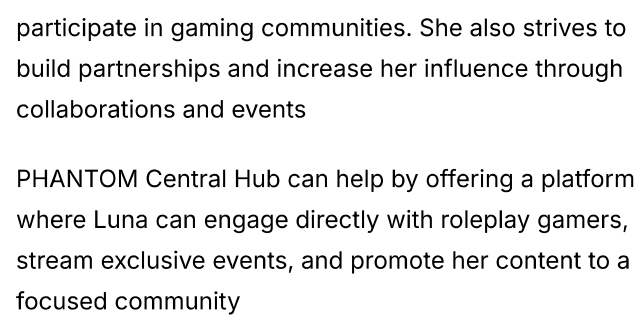 participate in gaming communities. She also strives to
build partnerships and increase her influence through
collaborations and events
PHANTOM Central Hub can help by offering a platform
where Luna can engage directly with roleplay gamers,
stream exclusive events, and promote her content to a
focused community